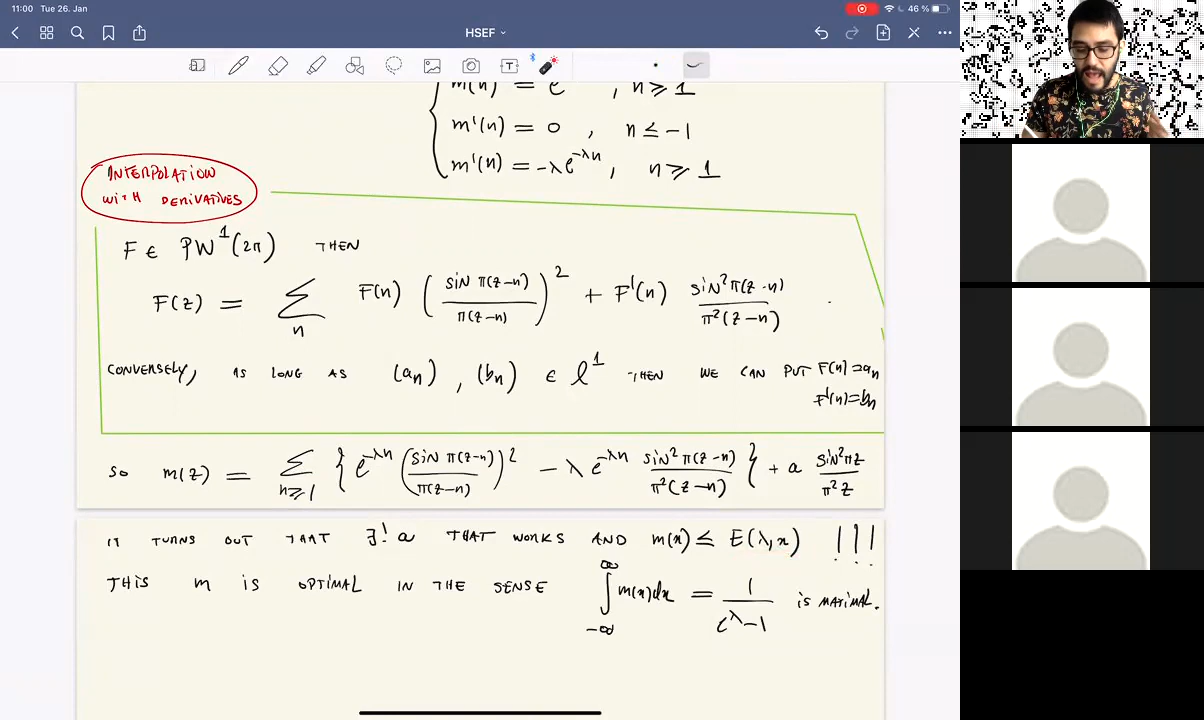 11:00 Tue 26. Jan
46 %
HSEF
m(n) = e , n ≥ 1
m'(n) = 0 , n ≤ -1
m'(n) = -λe^{-λn} , n ≥ 1
INTERPOLATION
WITH DERIVATIVES
F ∈ PW^1(2π) THEN
F(z) = Σ_n F(n) (sin π(z-n) / π(z-n))^2 + F'(n) sin^2 π(z-n) / π^2(z-n) .
CONVERSELY, AS LONG AS (a_n), (b_n) ∈ ℓ^1 THEN WE CAN PUT F(n)=a_n
F'(n)=b_n
SO m(z) = Σ_{n≥1} { e^{-λn} (sin π(z-n) / π(z-n))^2 - λ e^{-λn} sin^2 π(z-n) / π^2(z-n) } + a sin^2 πz / π^2 z
IT TURNS OUT THAT ∃! a THAT WORKS AND m(x) ≤ E(λ,x) !!!
THIS m IS OPTIMAL IN THE SENSE ∫_{-∞}^{∞} m(x)dx = 1 / e^λ-1 IS MAXIMAL.